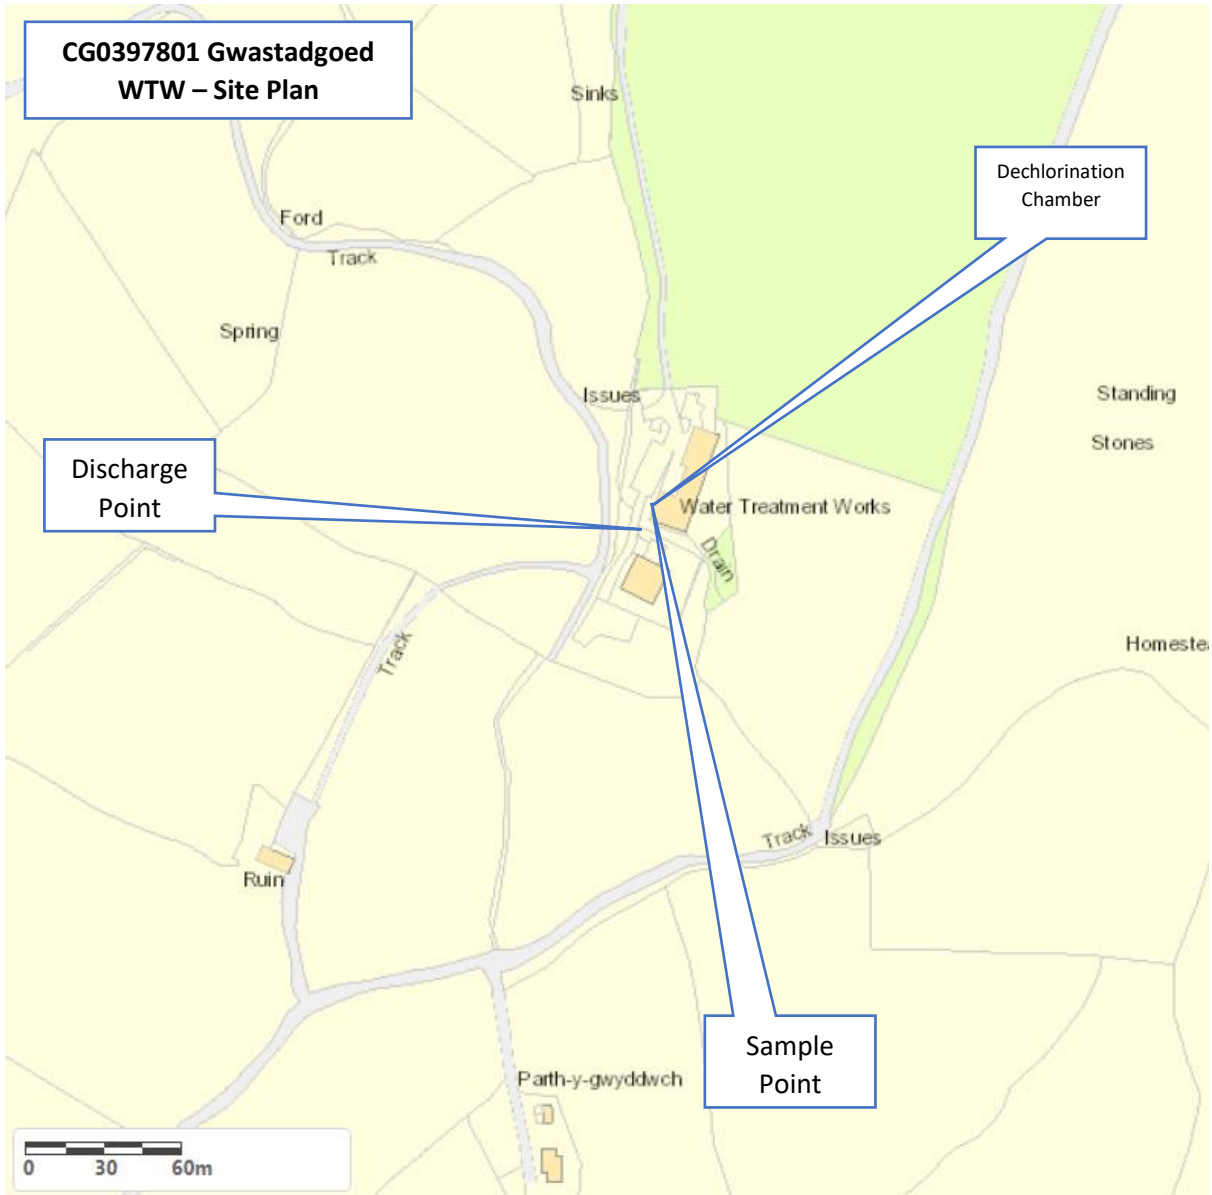 CG0397801 Gwastadgoed
WTW – Site Plan
Sinks
Dechlorination
Chamber
Ford
Track
Spring
Issues
Standing
Stones
Discharge
Point
Water Treatment Works
Drain
Track
Homeste
Track
Issues
Ruin
Sample
Point
Parth-y-gwyddwch
0 30 60m